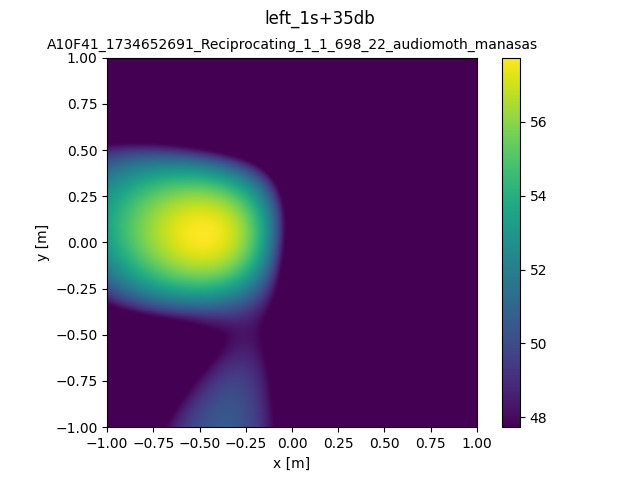 left_1s+35db
A10F41_1734652691_Reciprocating_1_1_698_22_audiomoth_manasas
1.00
0.75
0.50
0.25
0.00
−0.25
−0.50
−0.75
−1.00
y [m]
−1.00 −0.75 −0.50 −0.25 0.00 0.25 0.50 0.75 1.00
x [m]
56
54
52
50
48